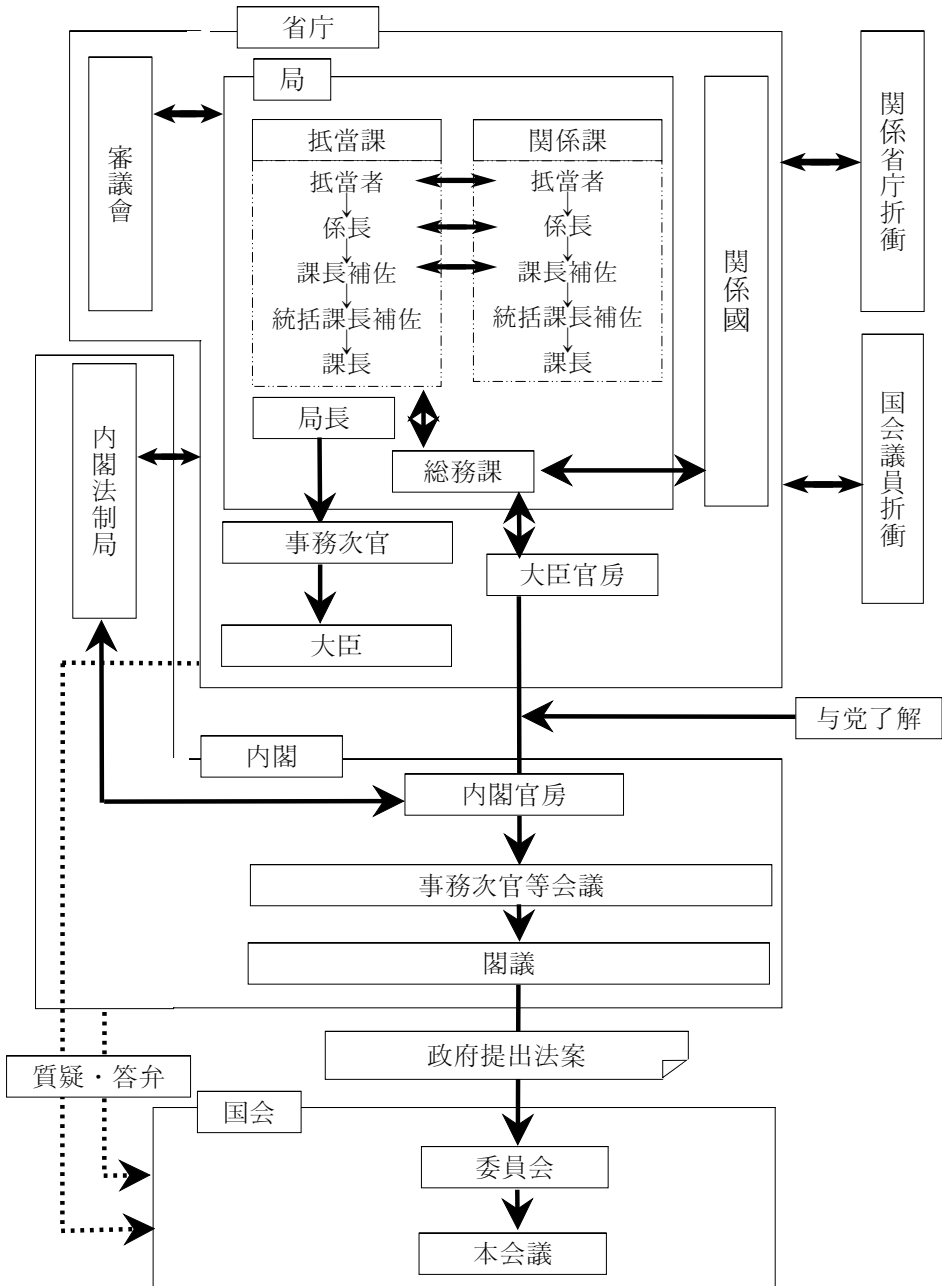 省庁
局
審議會
抵當課
抵當者
係長
課長補佐
統括課長補佐
課長
関係課
抵當者
係長
課長補佐
統括課長補佐
課長
関係國
関係省庁折衝
国会議員折衝
内閣法制局
局長
総務課
事務次官
大臣官房
大臣
与党了解
内閣
内閣官房
事務次官等会議
閣議
政府提出法案
質疑・答弁
国会
委員会
本会議